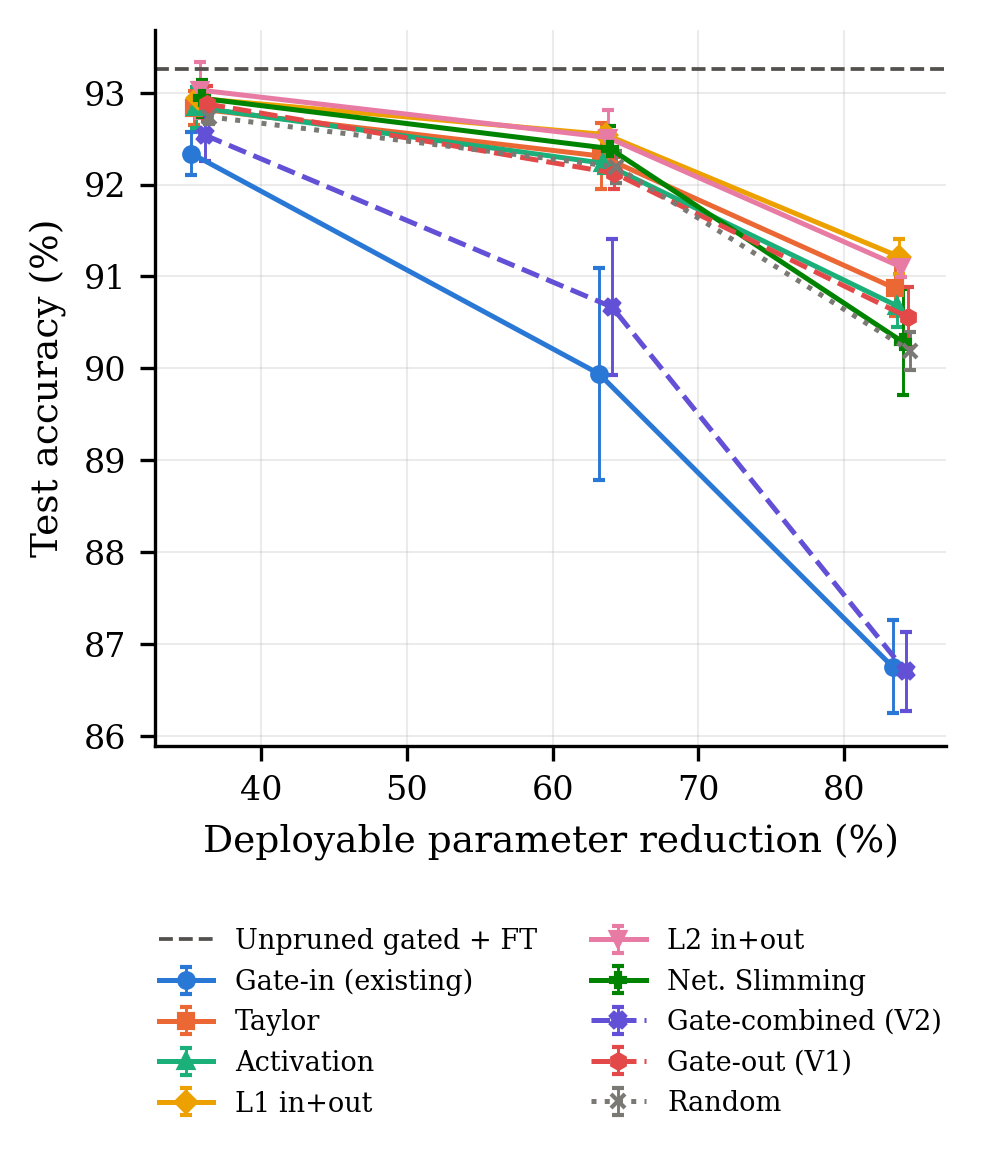 93
92
91
90
89
88
87
86
Test accuracy (%)
40 50 60 70 80
Deployable parameter reduction (%)
Unpruned gated + FT
Gate-in (existing)
Taylor
Activation
L1 in+out
L2 in+out
Net. Slimming
Gate-combined (V2)
Gate-out (V1)
Random